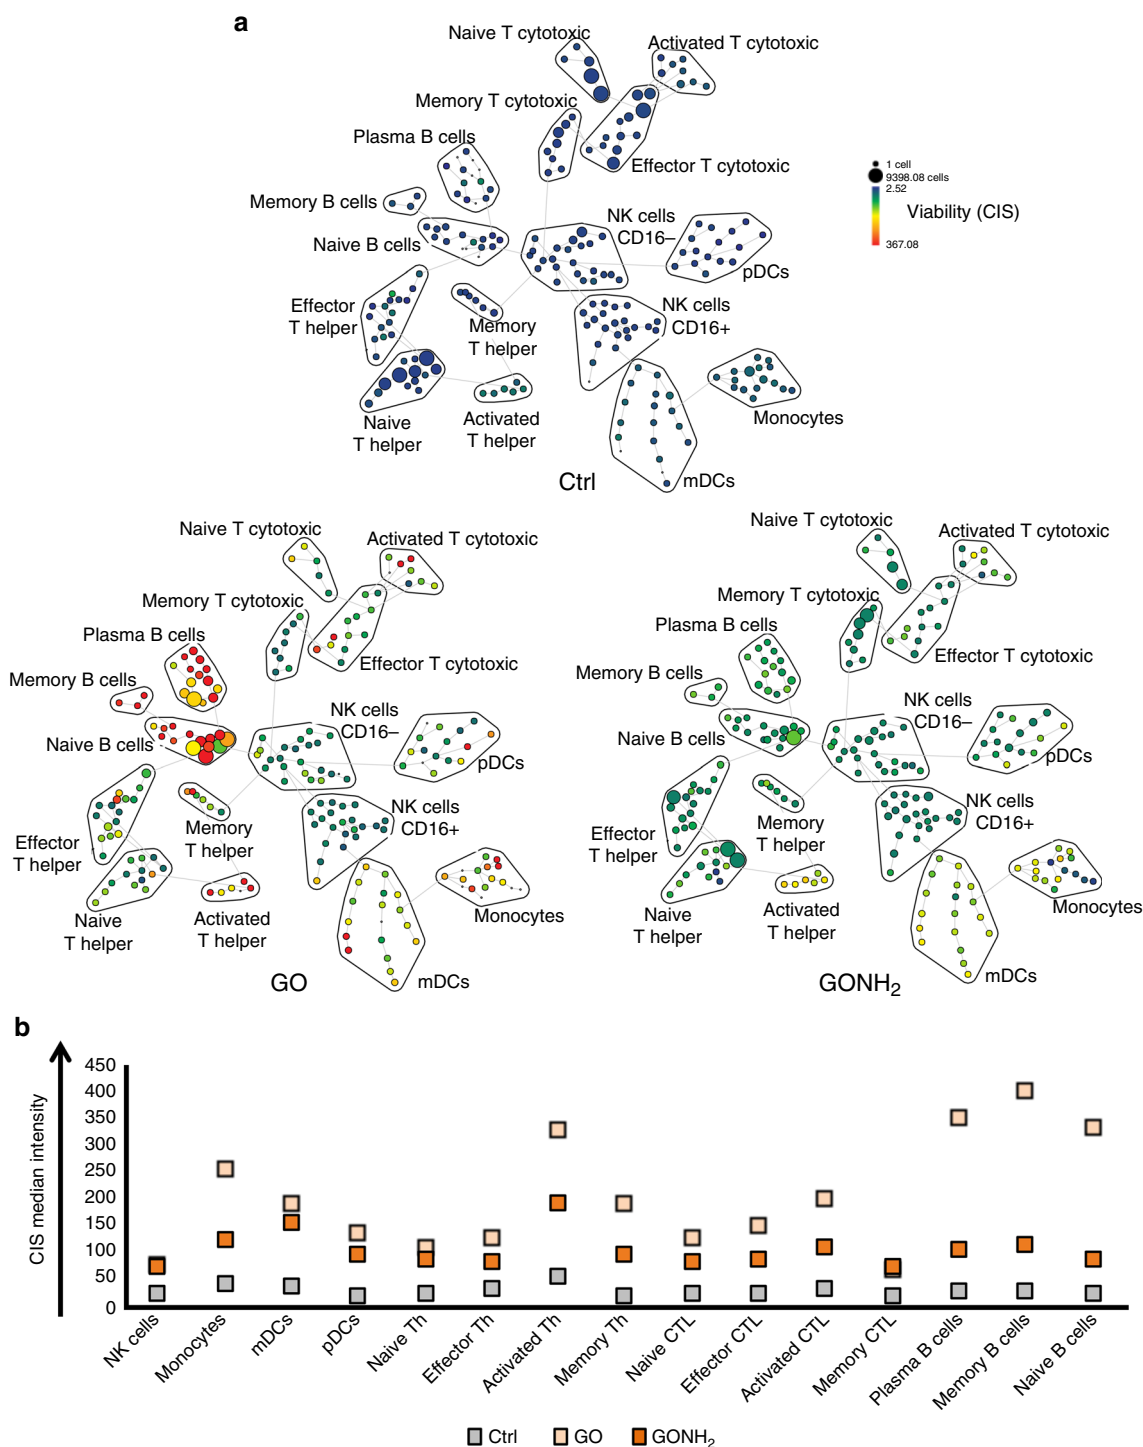 a
Naive T cytotoxic
Activated T cytotoxic
Memory T cytotoxic
Plasma B cells
Effector T cytotoxic
Memory B cells
Naive B cells
NK cells
CD16–
pDCs
Effector
T helper
Memory
T helper
NK cells
CD16+
Naive
T helper
Activated
T helper
Monocytes
mDCs
Ctrl
1 cell
9398.08 cells
2.52
Viability (CIS)
367.08
Naive T cytotoxic
Activated T cytotoxic
Memory T cytotoxic
Plasma B cells
Effector T cytotoxic
Memory B cells
Naive B cells
NK cells
CD16–
pDCs
Effector
T helper
Memory
T helper
NK cells
CD16+
Naive
T helper
Activated
T helper
Monocytes
mDCs
GO
Naive T cytotoxic
Activated T cytotoxic
Memory T cytotoxic
Plasma B cells
Effector T cytotoxic
Memory B cells
Naive B cells
NK cells
CD16–
pDCs
Effector
T helper
Memory
T helper
NK cells
CD16+
Naive
T helper
Activated
T helper
Monocytes
mDCs
GONH₂
b
CIS median intensity
450
400
350
300
250
200
150
100
50
0
NK cells
Monocytes
mDCs
pDCs
Naive Th
Effector Th
Activated Th
Memory Th
Naive CTL
Effector CTL
Activated CTL
Memory CTL
Plasma B cells
Memory B cells
Naive B cells
Ctrl
GO
GONH₂